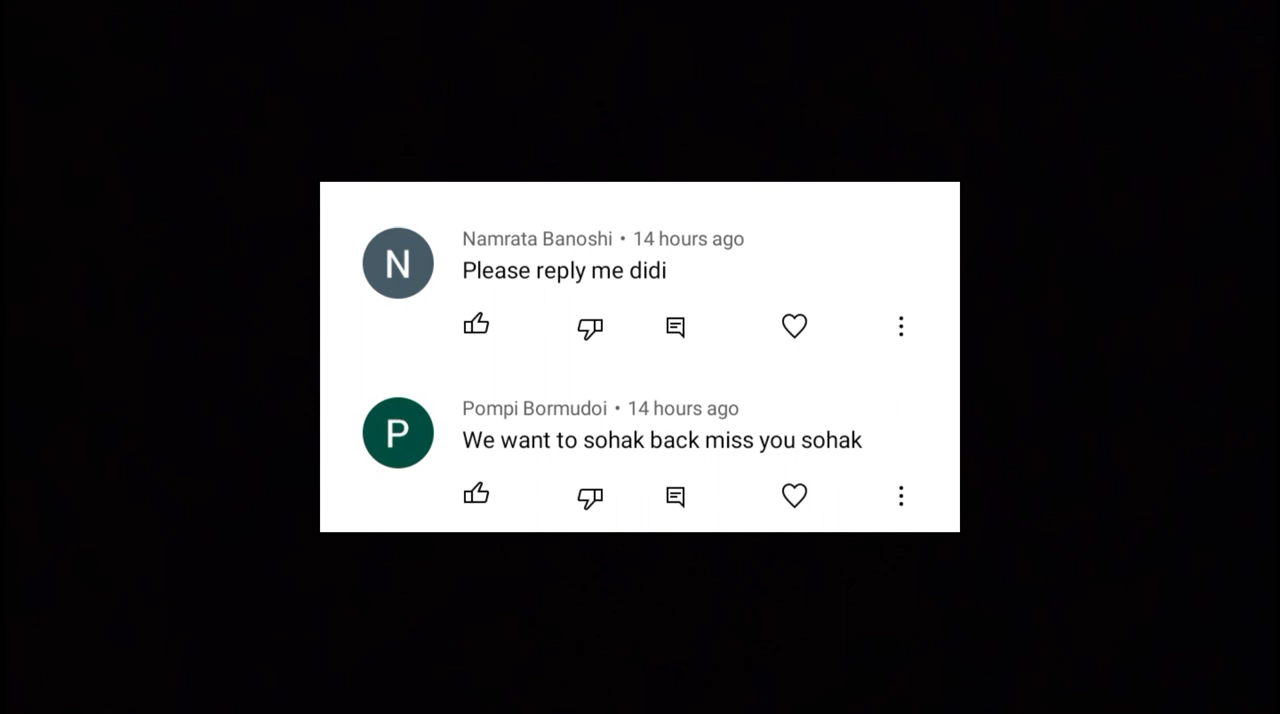 N
Namrata Banoshi • 14 hours ago
Please reply me didi
P
Pompi Bormudoi • 14 hours ago
We want to sohak back miss you sohak